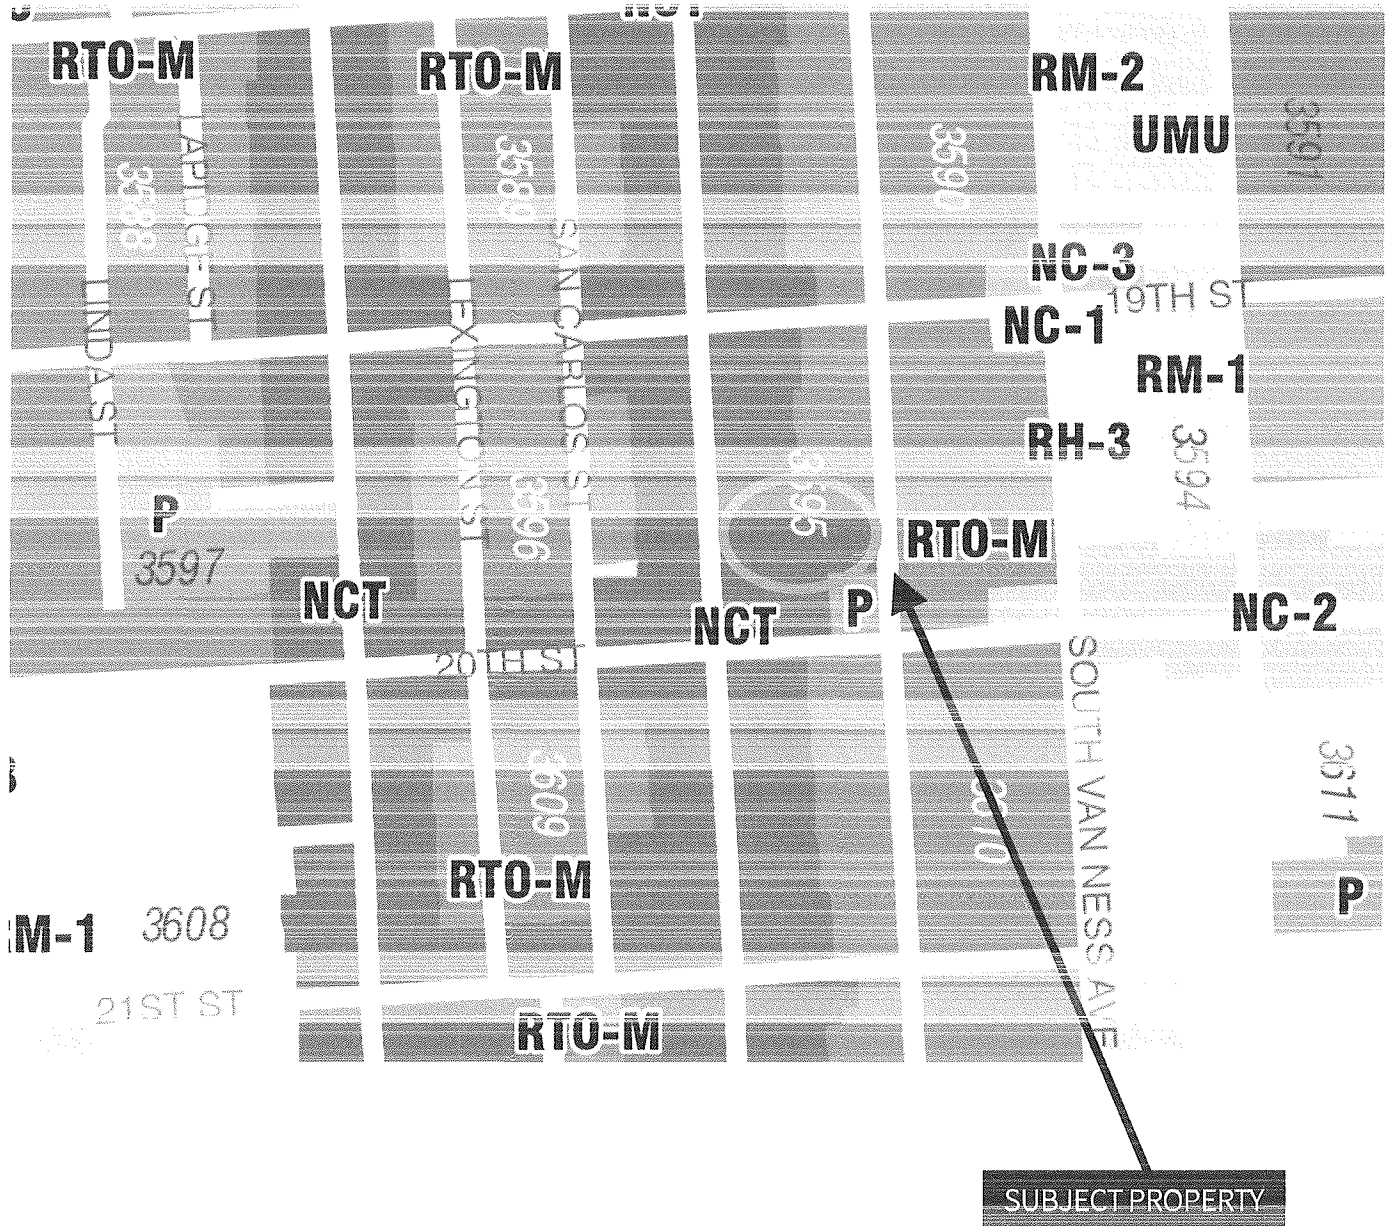 NCT
RTO-M
RTO-M
RM-2
UMU
3591
3590
3588
LAPIDGE ST
SAN CARLOS ST
NC-3
19TH ST
NC-1
LINDA ST
LEXINGTON ST
RM-1
RH-3
3594
3595
3596
P
3597
RTO-M
NCT
NCT
P
NC-2
20TH ST
SOUTH VAN NESS AVE
3609
3610
3611
RTO-M
P
M-1
3608
21ST ST
RTO-M
SUBJECT PROPERTY